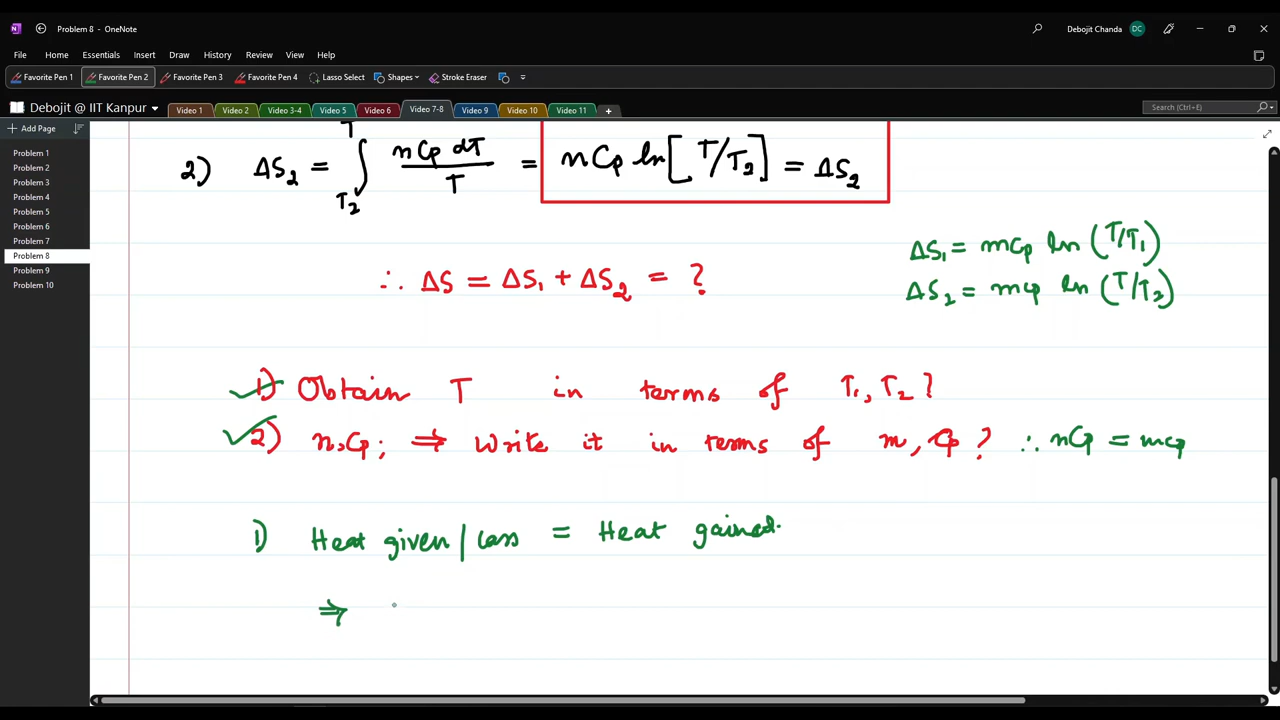 Problem 8 - OneNote
Debojit Chanda DC
File Home Essentials Insert Draw History Review View Help
Favorite Pen 1 Favorite Pen 2 Favorite Pen 3 Favorite Pen 4 Lasso Select Shapes Stroke Eraser
Debojit @ IIT Kanpur Video 1 Video 2 Video 3-4 Video 5 Video 6 Video 7-8 Video 9 Video 10 Video 11 + Search (Ctrl+E)
+ Add Page
Problem 1
Problem 2
Problem 3
Problem 4
Problem 5
Problem 6
Problem 7
Problem 8
Problem 9
Problem 10
2) ΔS₂ = ∫_{T₂}^{T} nCp dT / T = nCp ln[T/T₂] = ΔS₂
ΔS₁ = mCp ln (T/T₁)
ΔS₂ = mcp ln (T/T₂)
∴ ΔS = ΔS₁ + ΔS₂ = ?
1) Obtain T in terms of T₁, T₂ ?
2) n,Cp; ⇒ Write it in terms of m, Cp ? ∴ nCp = mcp
1) Heat given/Loss = Heat gained.
⇒